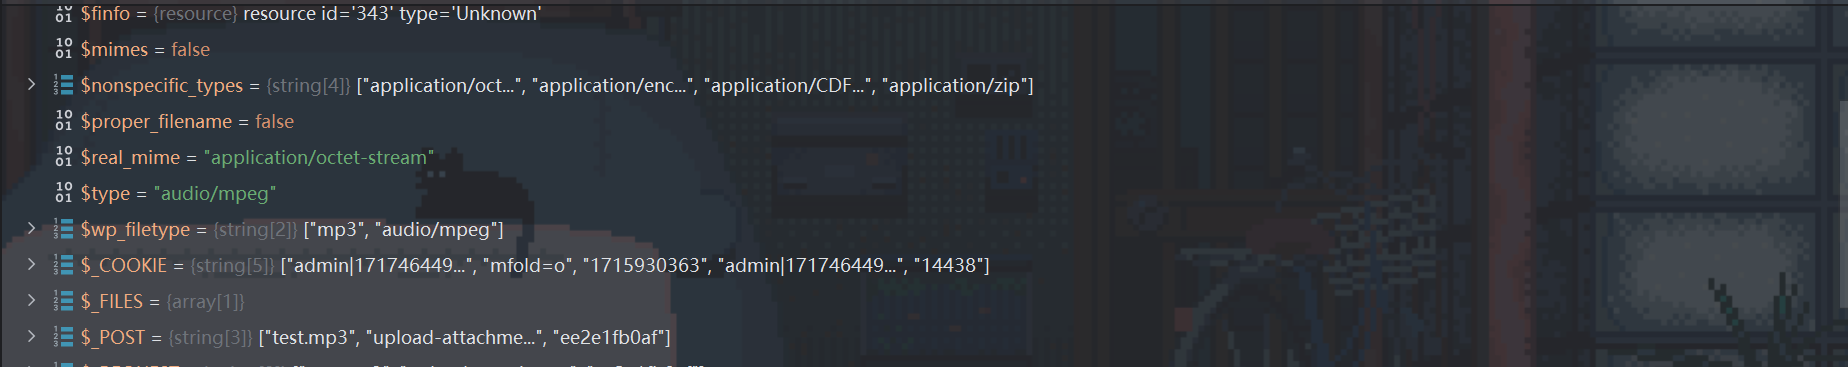 $finfo = {resource} resource id='343' type='Unknown'
$mimes = false
$nonspecific_types = {string[4]} ["application/oct...", "application/enc...", "application/CDF...", "application/zip"]
$proper_filename = false
$real_mime = "application/octet-stream"
$type = "audio/mpeg"
$wp_filetype = {string[2]} ["mp3", "audio/mpeg"]
$_COOKIE = {string[5]} ["admin|171746449...", "mfold=o", "1715930363", "admin|171746449...", "14438"]
$_FILES = {array[1]}
$_POST = {string[3]} ["test.mp3", "upload-attachme...", "ee2e1fb0af"]